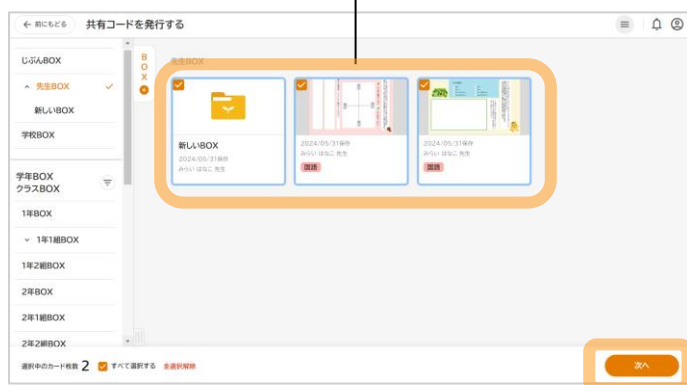 ← 前にもどる
共有コードを発行する
じぶんBOX
先生BOX
新しいBOX
学校BOX
学年BOX
クラスBOX
1年BOX
1年1組BOX
1年2組BOX
2年BOX
2年1組BOX
2年2組BOX
BOX
先生BOX
新しいBOX
2024/05/31保存
みらい はなこ 先生
2024/05/31保存
みらい はなこ 先生
国語
2024/05/31保存
みらい はなこ 先生
国語
選択中のカード枚数 2
すべて選択する
全選択解除
次へ